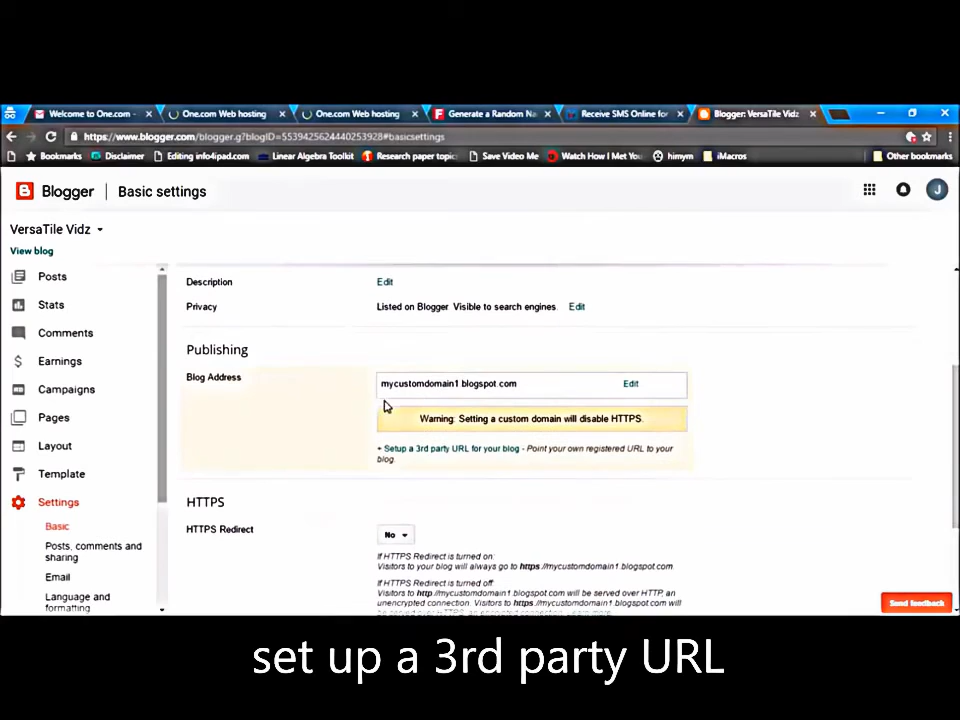 Welcome to One.com -
One.com Web hosting
One.com Web hosting
Generate a Random Na
Receive SMS Online for
Blogger: VersaTile Vidz
https://www.blogger.com/blogger.g?blogID=5539425624440253928#basicsettings
Bookmarks
Disclaimer
Editing info4ipad.com
Linear Algebra Toolkit
Research paper topic
Save Video Me
Watch How I Met You
himym
iMacros
Other bookmarks
Blogger
Basic settings
J
VersaTile Vidz
View blog
Posts
Stats
Comments
Earnings
Campaigns
Pages
Layout
Template
Settings
Basic
Posts, comments and
sharing
Email
Language and
formatting
Description Edit
Privacy Listed on Blogger Visible to search engines Edit
Publishing
Blog Address mycustomdomain1.blogspot.com Edit
Warning: Setting a custom domain will disable HTTPS.
+ Setup a 3rd party URL for your blog - Point your own registered URL to your
blog.
HTTPS
HTTPS Redirect No
If HTTPS Redirect is turned on:
Visitors to your blog will always go to https://mycustomdomain1.blogspot.com.
If HTTPS Redirect is turned off:
Visitors to http://mycustomdomain1.blogspot.com will be served over HTTP, an
unencrypted connection. Visitors to https://mycustomdomain1.blogspot.com will
be served over HTTPS, an encrypted connection. Learn more.
Send feedback
set up a 3rd party URL